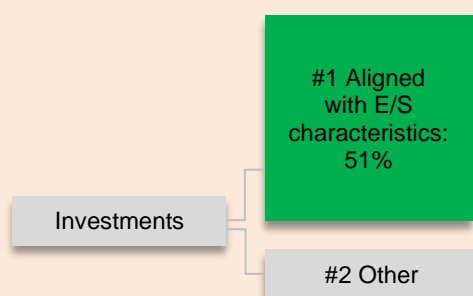 #1 Aligned
with E/S
characteristics:
51%
Investments
#2 Other